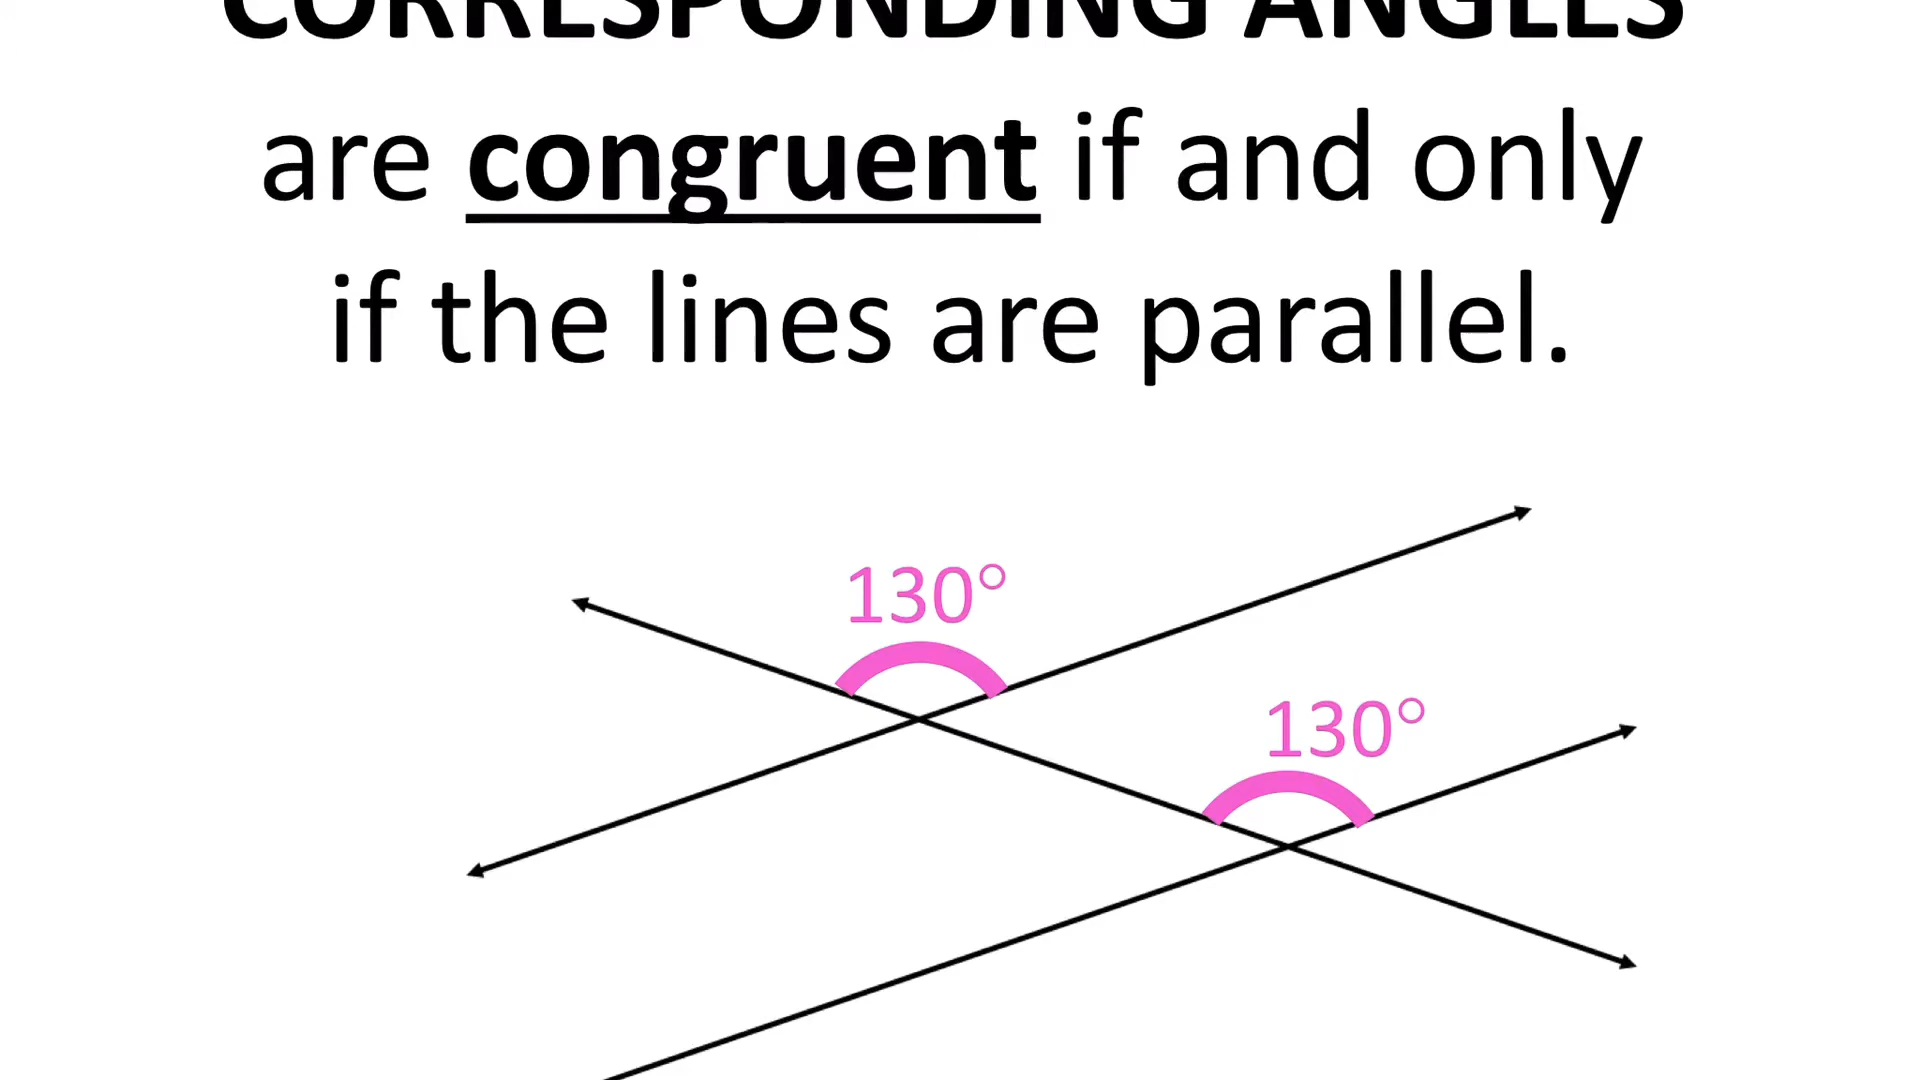 CORRESPONDING ANGLES
are congruent if and only
if the lines are parallel.
130°
130°